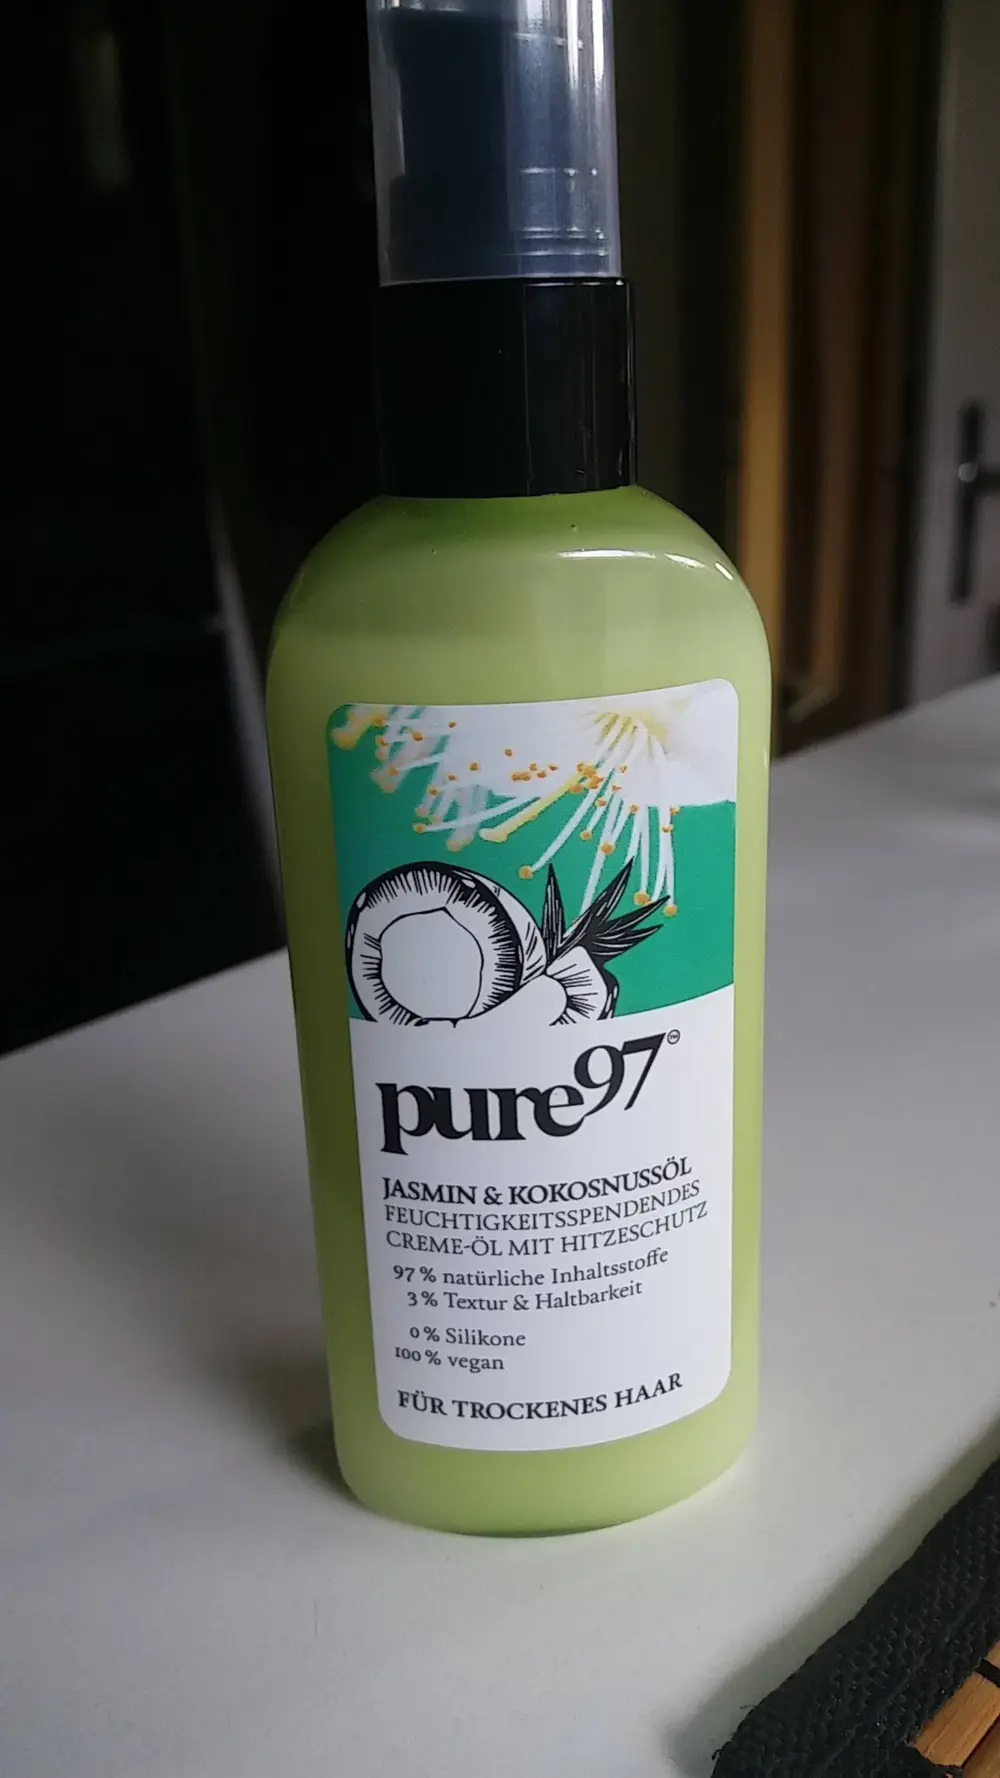 pure97™
JASMIN & KOKOSNUSSÖL
FEUCHTIGKEITSSPENDENDES
CREME-ÖL MIT HITZESCHUTZ
97 % natürliche Inhaltsstoffe
3 % Textur & Haltbarkeit
0 % Silikone
100 % vegan
FÜR TROCKENES HAAR